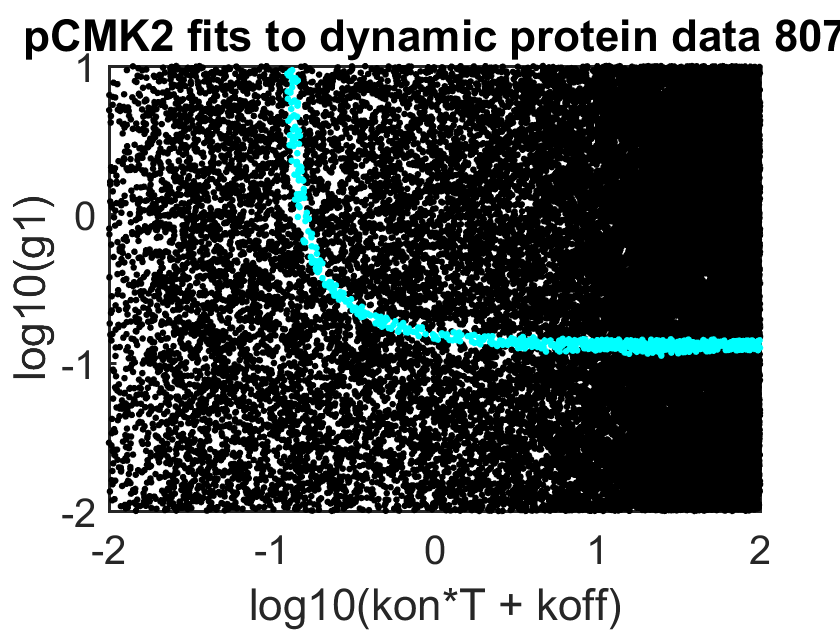 pCMK2 fits to dynamic protein data 807
1
0
-1
-2
log10(g1)
-2 -1 0 1 2
log10(kon*T + koff)